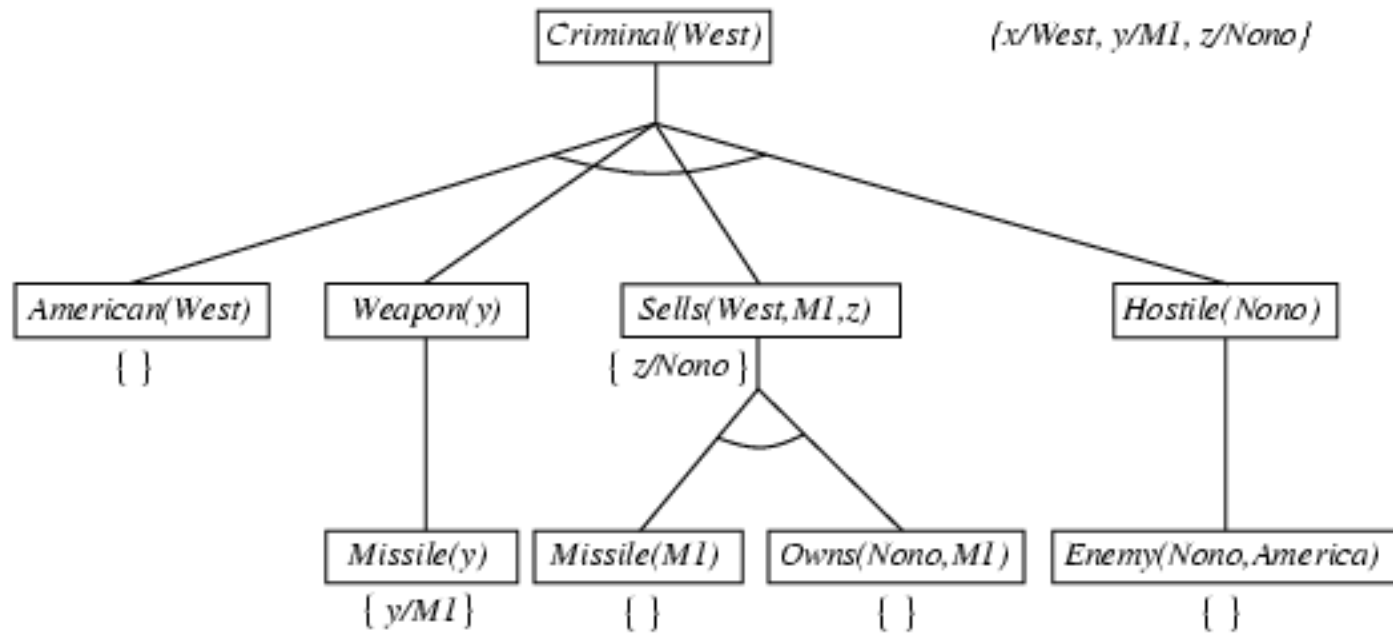 Criminal(West)
{x/West, y/M1, z/Nono}
American(West)
Weapon(y)
Sells(West,M1,z)
Hostile(Nono)
{ }
{ z/Nono }
Missile(y)
Missile(M1)
Owns(Nono,M1)
Enemy(Nono,America)
{ y/M1 }
{ }
{ }
{ }